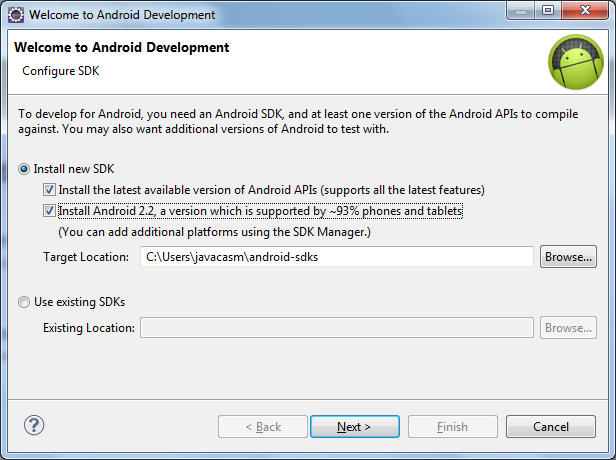 Welcome to Android Development
Welcome to Android Development
Configure SDK
To develop for Android, you need an Android SDK, and at least one version of the Android APIs to compile
against. You may also want additional versions of Android to test with.
Install new SDK
Install the latest available version of Android APIs (supports all the latest features)
Install Android 2.2, a version which is supported by ~93% phones and tablets
(You can add additional platforms using the SDK Manager.)
Target Location: C:\Users\javacasm\android-sdks Browse...
Use existing SDKs
Existing Location: Browse...
? < Back Next > Finish Cancel